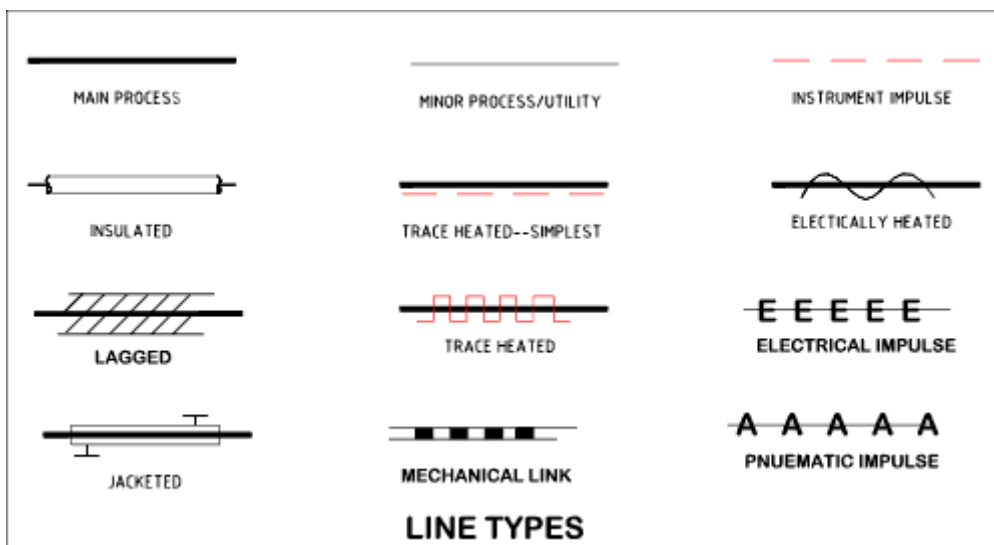 MAIN PROCESS
MINOR PROCESS/UTILITY
INSTRUMENT IMPULSE
INSULATED
TRACE HEATED--SIMPLEST
ELECTICALLY HEATED
LAGGED
TRACE HEATED
E E E E E
ELECTRICAL IMPULSE
JACKETED
MECHANICAL LINK
A A A A A
PNUEMATIC IMPULSE
LINE TYPES